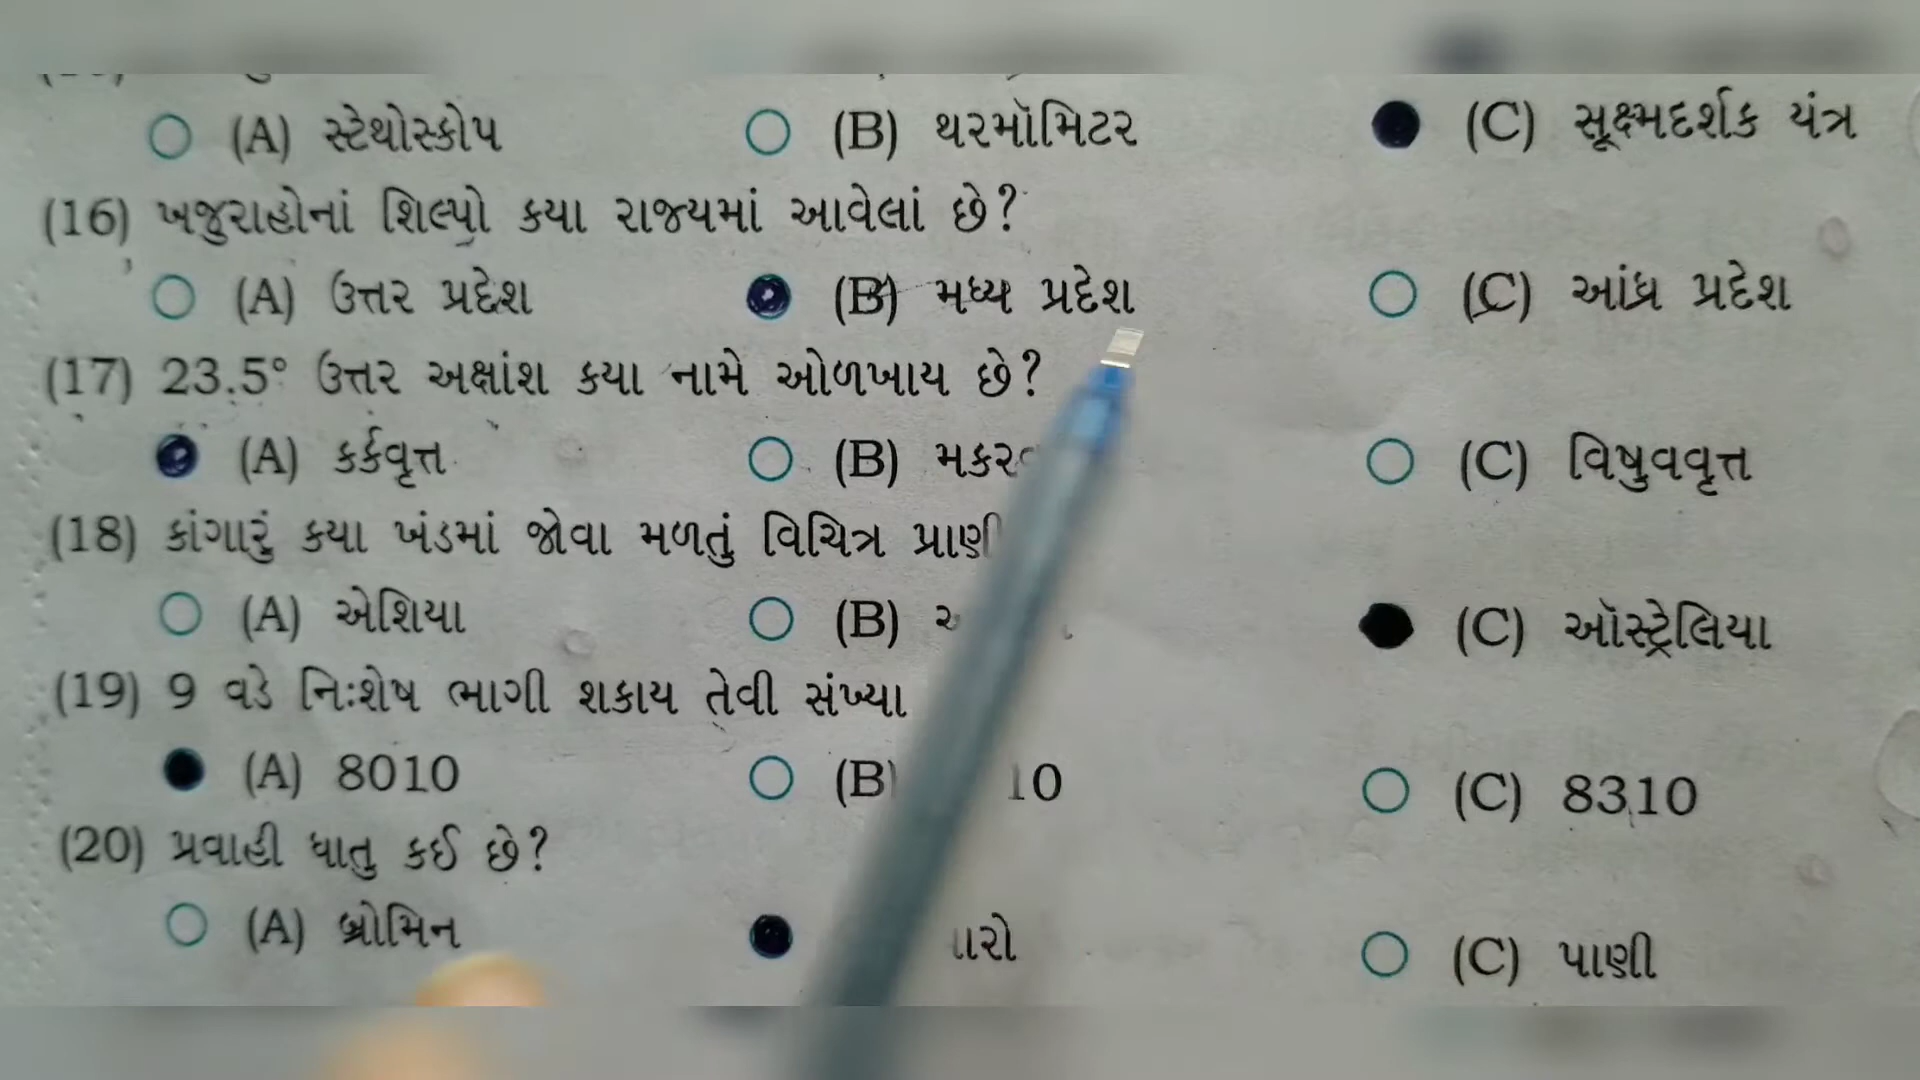 (A) સ્ટેથોસ્કોપ (B) થરમૉમિટર (C) સૂક્ષ્મદર્શક યંત્ર
(16) ખજુરાહોનાં શિલ્પો કયા રાજ્યમાં આવેલાં છે?
(A) ઉત્તર પ્રદેશ (B) મધ્ય પ્રદેશ (C) આંધ્ર પ્રદેશ
(17) 23.5° ઉત્તર અક્ષાંશ કયા નામે ઓળખાય છે?
(A) કર્કવૃત્ત (B) (C) વિષુવવૃત્ત
(18) કાંગારું કયા ખંડમાં જોવા મળતું વિચિત્ર
(A) એશિયા (B) (C) ઑસ્ટ્રેલિયા
(19) 9 વડે નિઃશેષ ભાગી શકાય તેવી સંખ્યા
(A) 8010 (B) (C) 8310
(20) પ્રવાહી ધાતુ કઈ છે?
(A) બ્રોમિન (C) પાણી